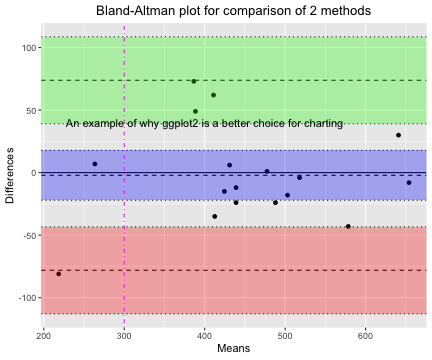 Bland-Altman plot for comparison of 2 methods
100
50
An example of why ggplot2 is a better choice for charting
0
-50
-100
Differences
200
300
400
500
600
Means